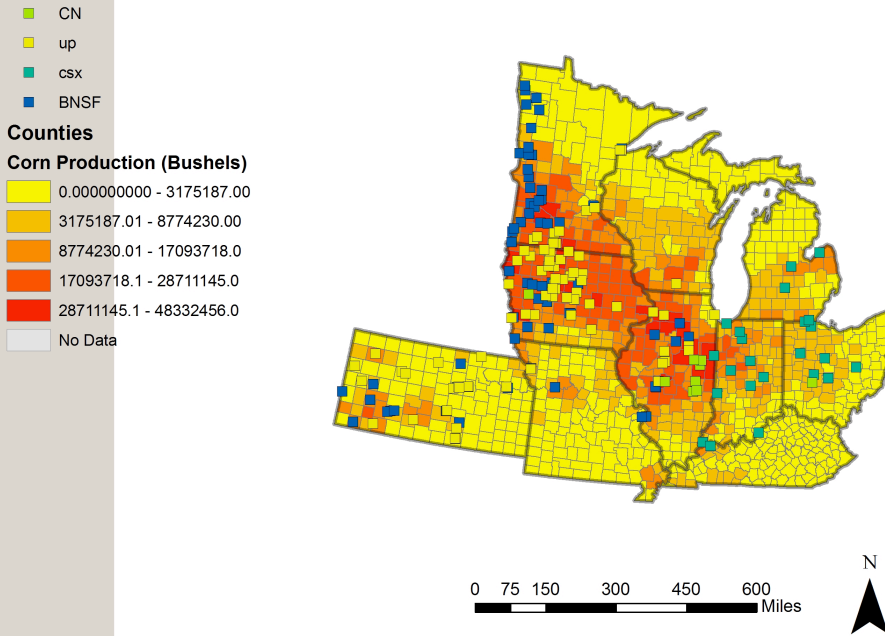 CN
up
csx
BNSF
Counties
Corn Production (Bushels)
0.000000000 - 3175187.00
3175187.01 - 8774230.00
8774230.01 - 17093718.0
17093718.1 - 28711145.0
28711145.1 - 48332456.0
No Data
N
0 75 150 300 450 600
Miles